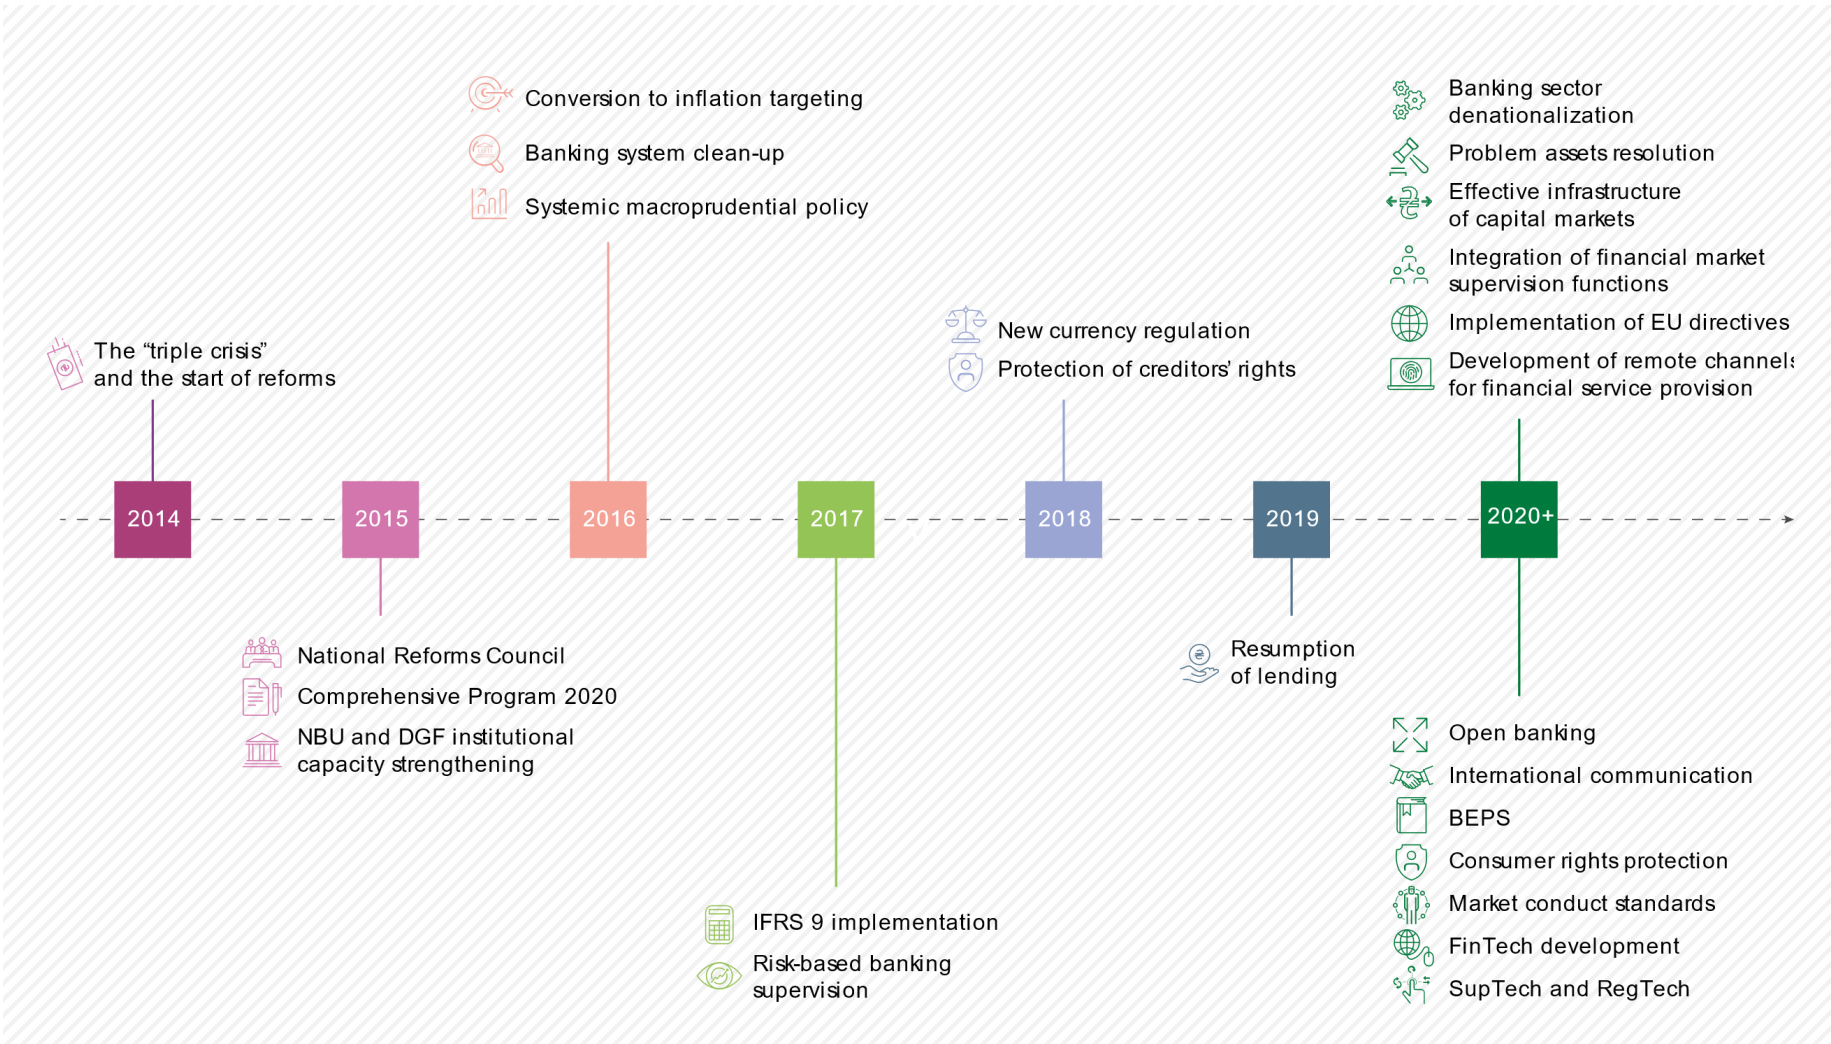 The “triple crisis”
and the start of reforms
2014
2015
National Reforms Council
Comprehensive Program 2020
NBU and DGF institutional
capacity strengthening
Conversion to inflation targeting
Banking system clean-up
Systemic macroprudential policy
2016
2017
IFRS 9 implementation
Risk-based banking
supervision
New currency regulation
Protection of creditors’ rights
2018
2019
Resumption
of lending
Banking sector
denationalization
Problem assets resolution
Effective infrastructure
of capital markets
Integration of financial market
supervision functions
Implementation of EU directives
Development of remote channels
for financial service provision
2020+
Open banking
International communication
BEPS
Consumer rights protection
Market conduct standards
FinTech development
SupTech and RegTech